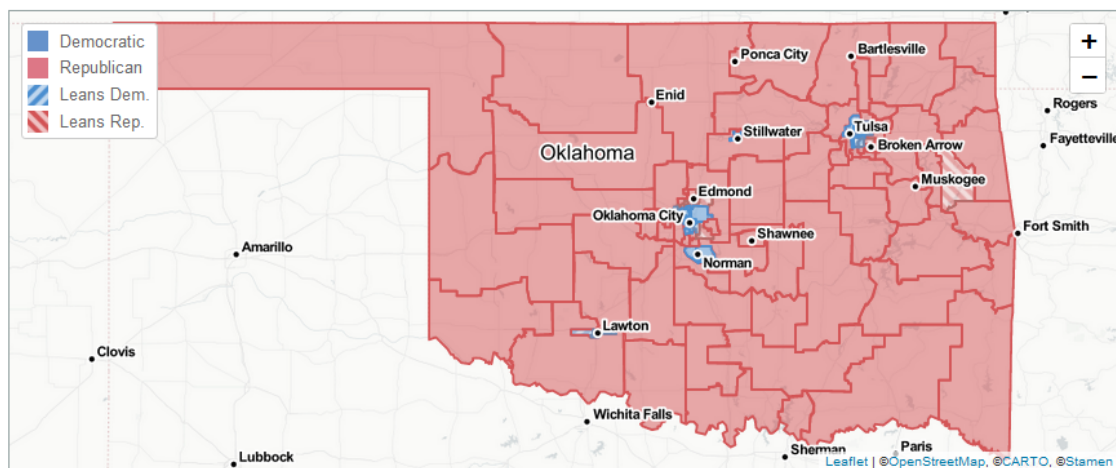 Democratic
Republican
Leans Dem.
Leans Rep.
+
−
Ponca City
Bartlesville
Enid
Rogers
Stillwater
Tulsa
Fayetteville
Broken Arrow
Oklahoma
Muskogee
Edmond
Oklahoma City
Fort Smith
Shawnee
Amarillo
Norman
Lawton
Clovis
Wichita Falls
Paris
Sherman
Lubbock
Leaflet | ©OpenStreetMap, ©CARTO, ©Stamen